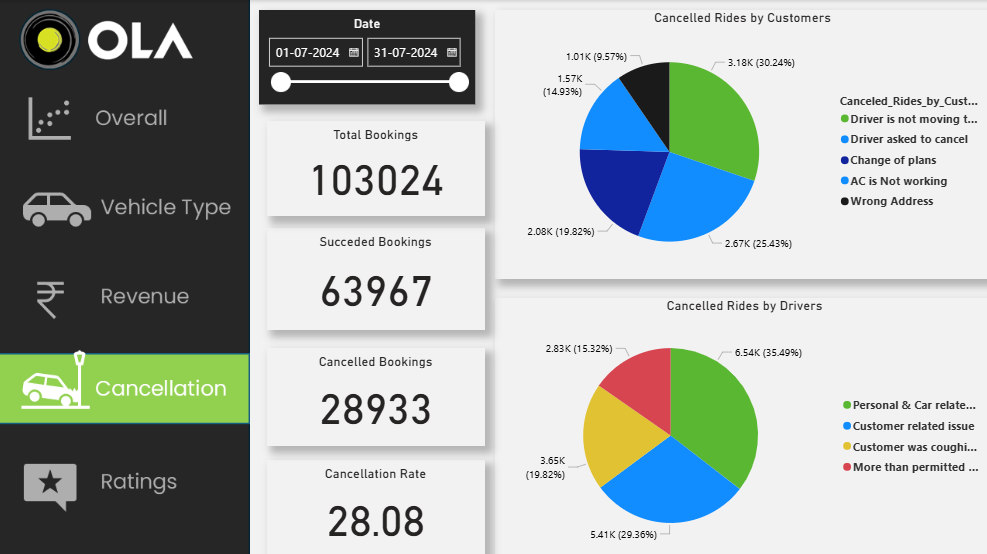 OLA
Overall
Vehicle Type
Revenue
Cancellation
Ratings
Date
01-07-2024
31-07-2024
Total Bookings
103024
Succeded Bookings
63967
Cancelled Bookings
28933
Cancellation Rate
28.08
Cancelled Rides by Customers
1.01K (9.57%)
3.18K (30.24%)
1.57K
(14.93%)
2.08K (19.82%)
2.67K (25.43%)
Canceled_Rides_by_Cust...
Driver is not moving t...
Driver asked to cancel
Change of plans
AC is Not working
Wrong Address
Cancelled Rides by Drivers
2.83K (15.32%)
6.54K (35.49%)
3.65K
(19.82%)
5.41K (29.36%)
Personal & Car relate...
Customer related issue
Customer was coughi...
More than permitted ...